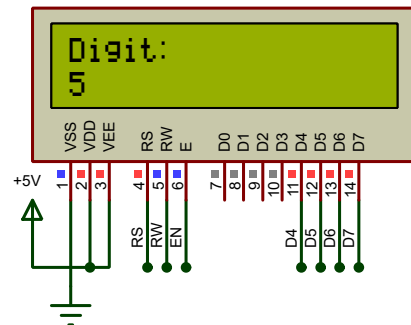 Digit:
5
VSS VDD VEE RS RW E D0 D1 D2 D3 D4 D5 D6 D7
+5V
1 2 3 4 5 6 7 8 9 10 11 12 13 14
RS RW EN D4 D5 D6 D7